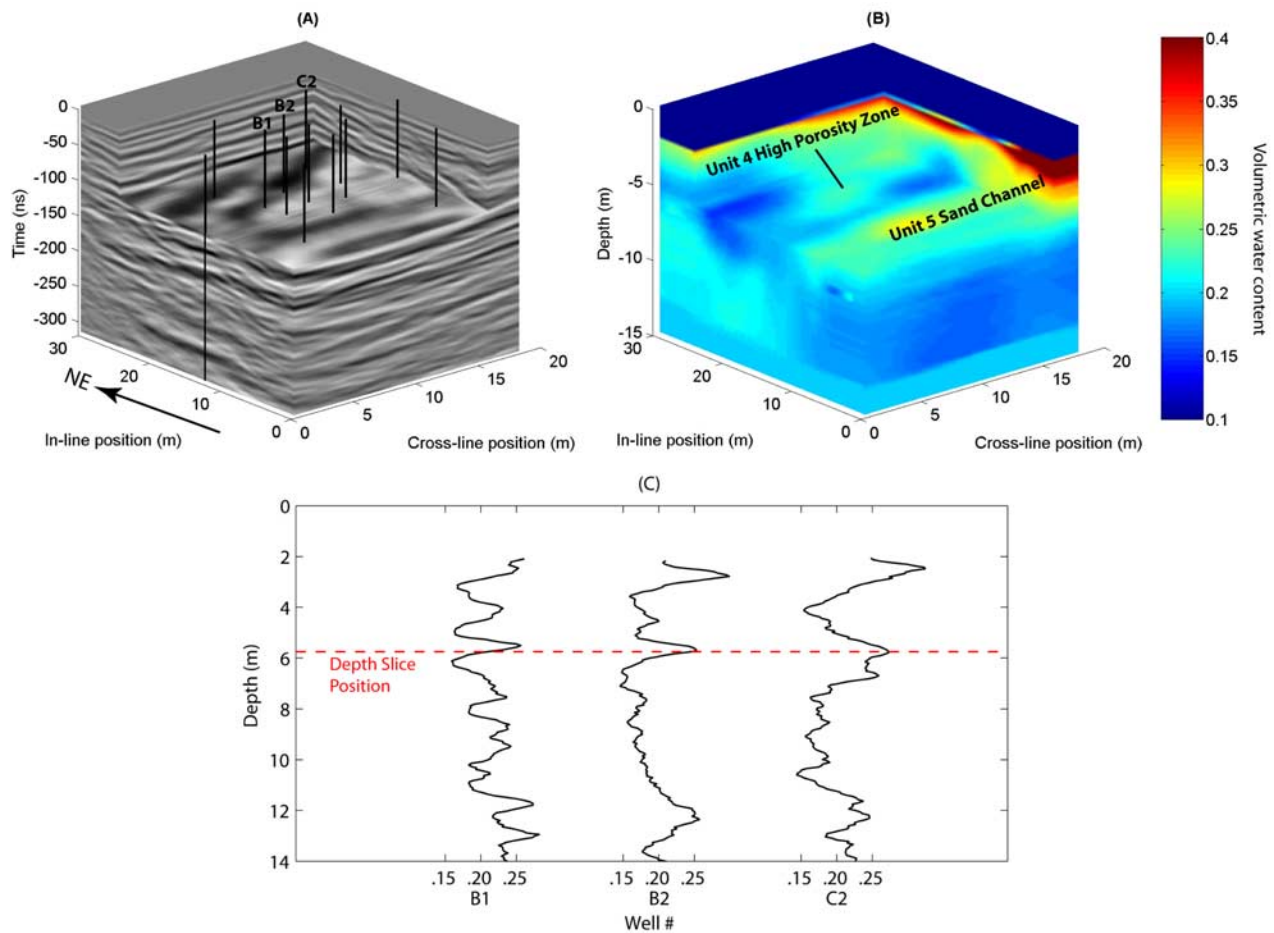 (A)
C2
B2
B1
0
-50
-100
-150
-200
-250
-300
Time (ns)
30
20
10
0
NE
In-line position (m)
0
5
10
15
20
Cross-line position (m)
(B)
Unit 4 High Porosity Zone
Unit 5 Sand Channel
0
-5
-10
-15
Depth (m)
30
20
10
0
In-line position (m)
0
5
10
15
20
Cross-line position (m)
0.4
0.35
0.3
0.25
0.2
0.15
0.1
Volumetric water content
(C)
0
2
4
6
8
10
12
14
Depth (m)
Depth Slice
Position
.15 .20 .25 .15 .20 .25 .15 .20 .25
B1 B2 C2
Well #